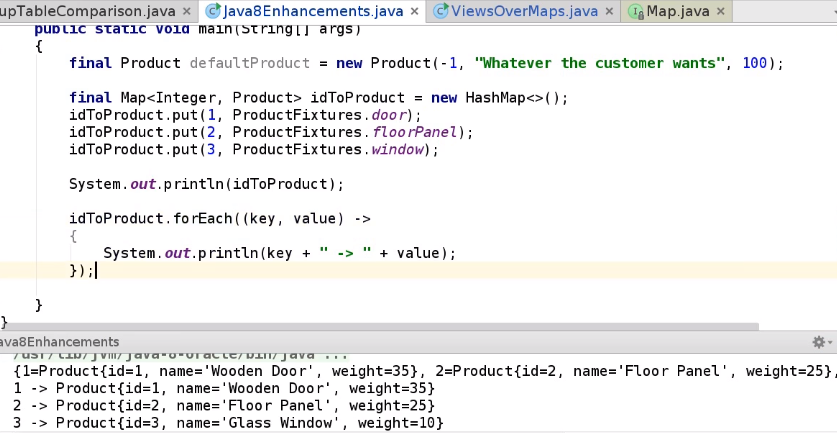 upTableComparison.java × Java8Enhancements.java × ViewsOverMaps.java × Map.java ×
public static void main(String[] args)
{
final Product defaultProduct = new Product(-1, "Whatever the customer wants", 100);
final Map<Integer, Product> idToProduct = new HashMap<>();
idToProduct.put(1, ProductFixtures.door);
idToProduct.put(2, ProductFixtures.floorPanel);
idToProduct.put(3, ProductFixtures.window);
System.out.println(idToProduct);
idToProduct.forEach((key, value) ->
{
System.out.println(key + " -> " + value);
});
}
}
ava8Enhancements
/usr/lib/jvm/java-8-oracle/bin/java ...
{1=Product{id=1, name='Wooden Door', weight=35}, 2=Product{id=2, name='Floor Panel', weight=25},
1 -> Product{id=1, name='Wooden Door', weight=35}
2 -> Product{id=2, name='Floor Panel', weight=25}
3 -> Product{id=3, name='Glass Window', weight=10}